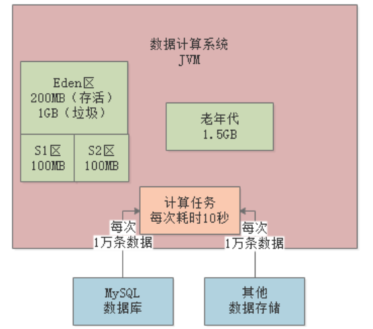 数据计算系统
JVM
Eden区
200MB（存活）
1GB（垃圾）
S1区
100MB
S2区
100MB
老年代
1.5GB
计算任务
每次耗时10秒
每次
1万条数据
每次
1万条数据
MySQL
数据库
其他
数据存储